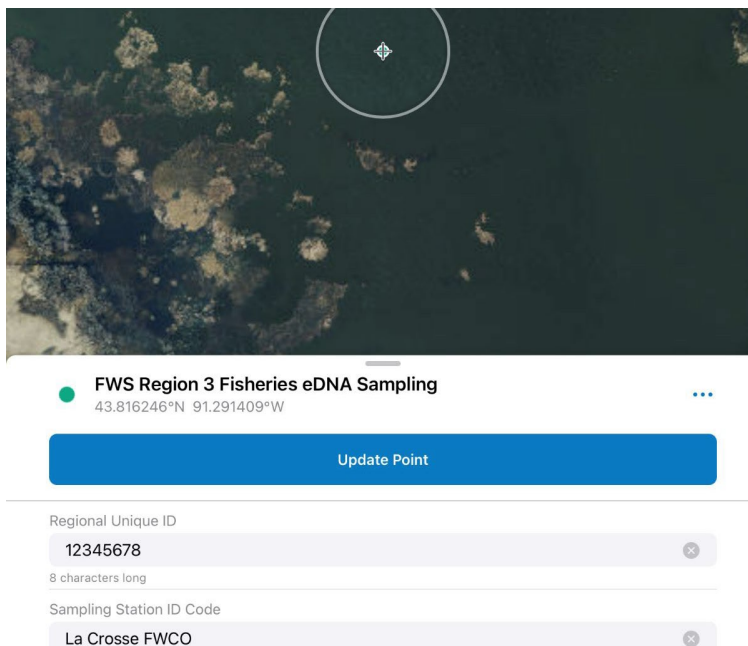 FWS Region 3 Fisheries eDNA Sampling
43.816246°N 91.291409°W
Update Point
Regional Unique ID
12345678
8 characters long
Sampling Station ID Code
La Crosse FWCO